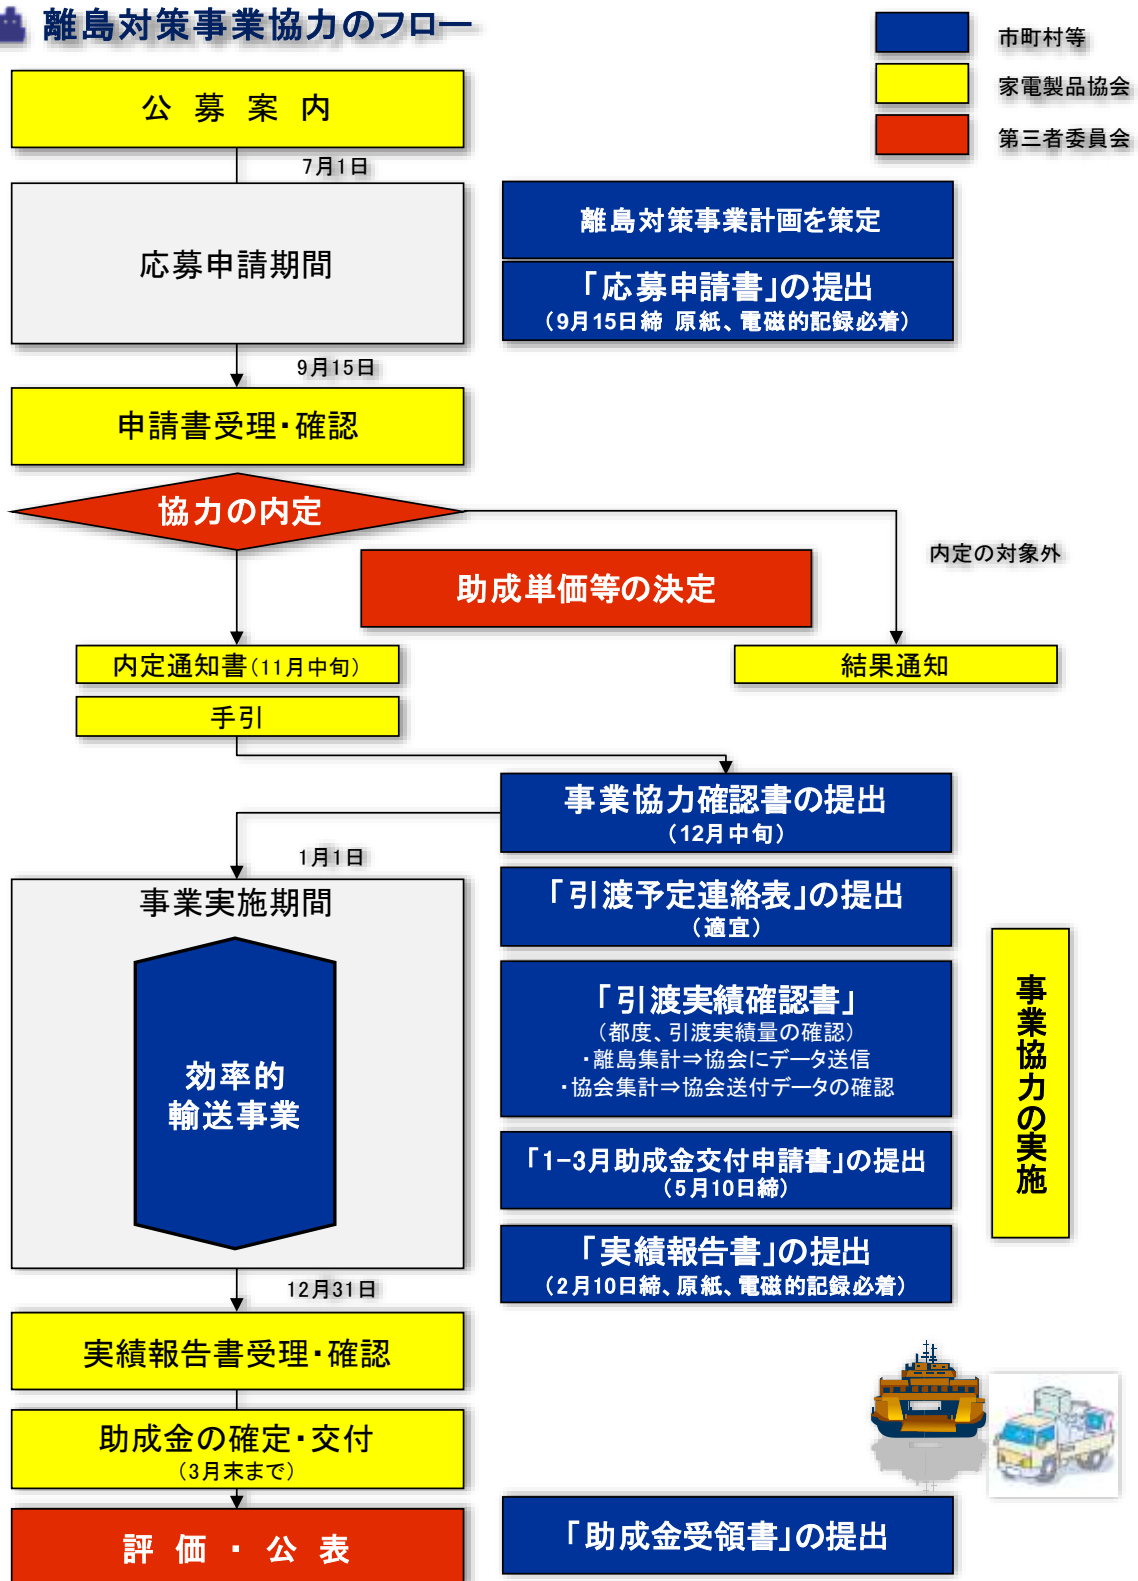 離島対策事業協力のフロー
市町村等
家電製品協会
第三者委員会
公募案内
7月1日
応募申請期間
離島対策事業計画を策定
「応募申請書」の提出
（9月15日締 原紙、電磁的記録必着）
9月15日
申請書受理・確認
協力の内定
内定の対象外
助成単価等の決定
内定通知書（11月中旬）
結果通知
手引
事業協力確認書の提出
（12月中旬）
1月1日
事業実施期間
「引渡予定連絡表」の提出
（適宜）
「引渡実績確認書」
（都度、引渡実績量の確認）
・離島集計⇒協会にデータ送信
・協会集計⇒協会送付データの確認
効率的
輸送事業
事業協力の実施
「1-3月助成金交付申請書」の提出
（5月10日締）
「実績報告書」の提出
（2月10日締、原紙、電磁的記録必着）
12月31日
実績報告書受理・確認
助成金の確定・交付
（3月末まで）
評価・公表
「助成金受領書」の提出